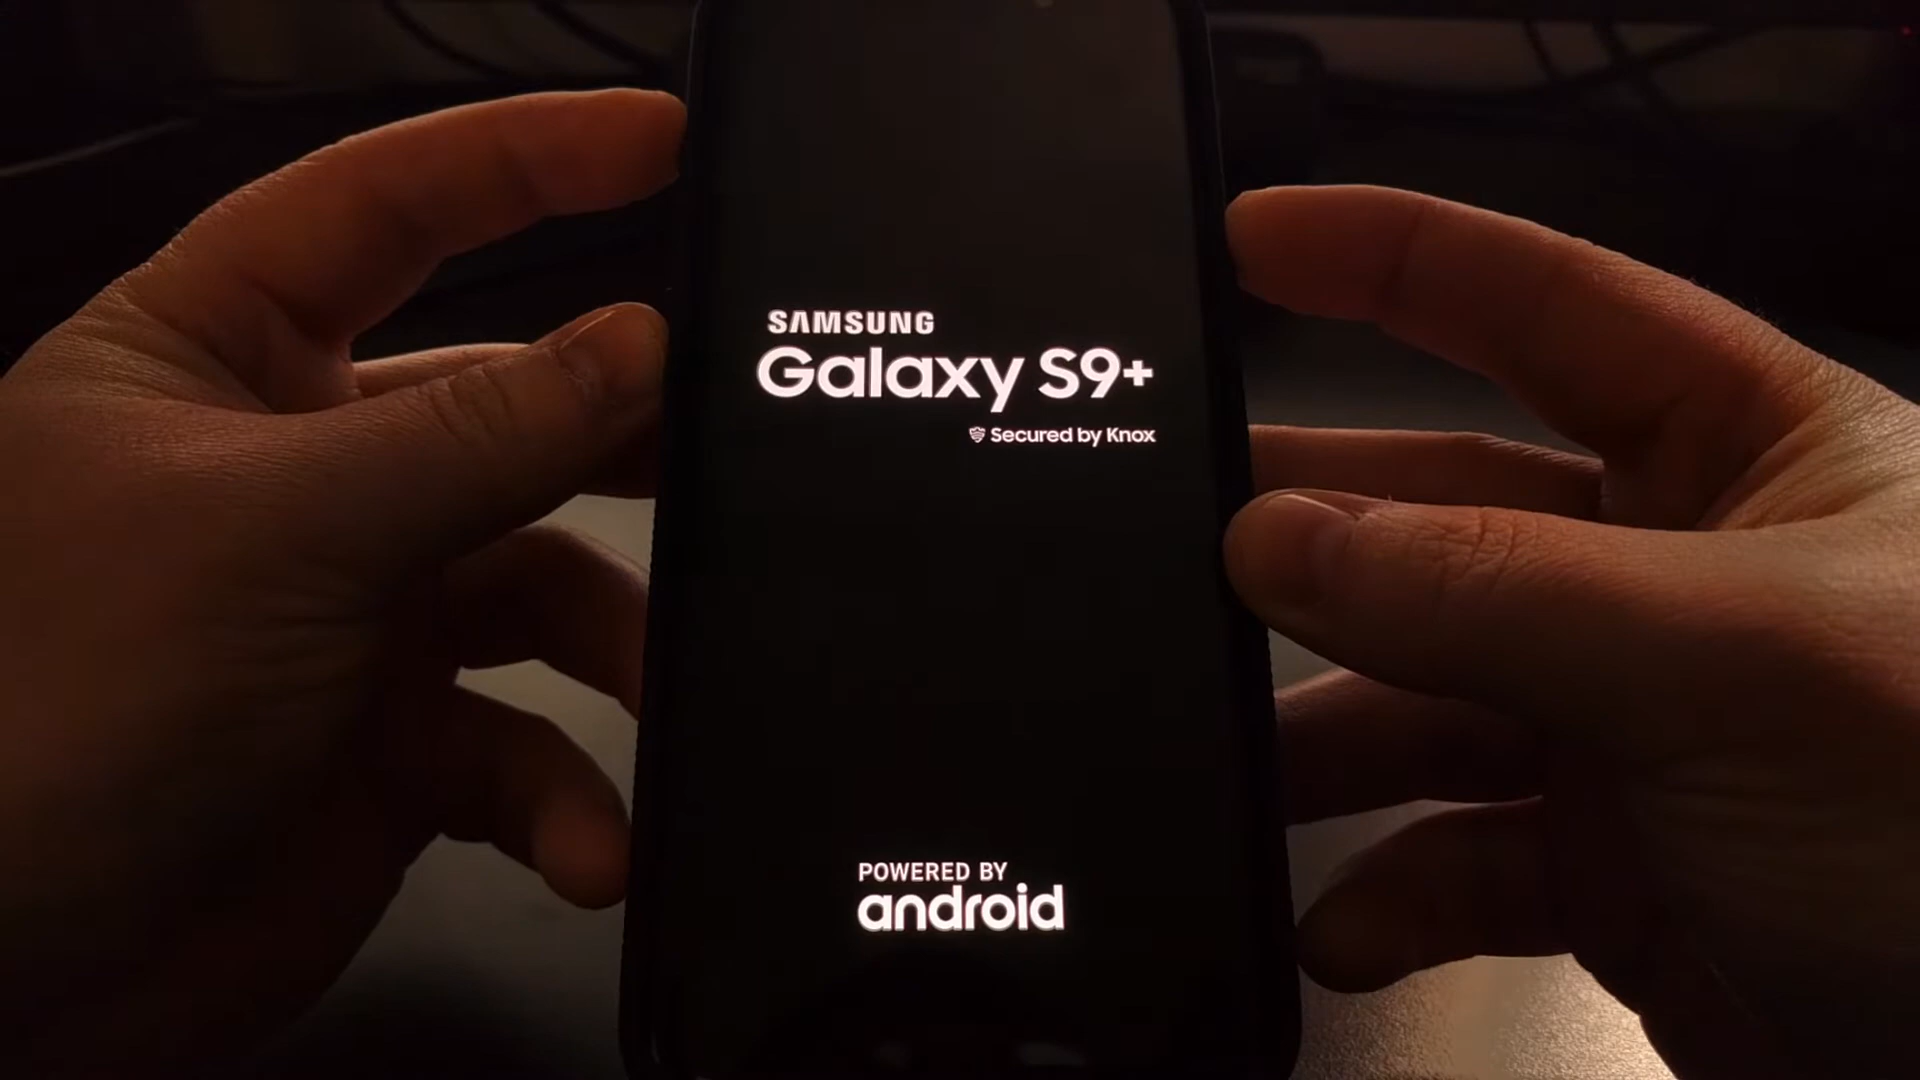 SAMSUNG
Galaxy S9+
Secured by Knox
POWERED BY
android